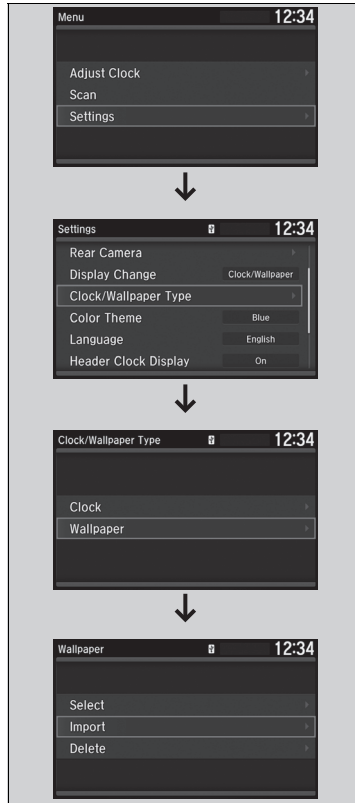 Menu 12:34
Adjust Clock
Scan
Settings
Settings 12:34
Rear Camera
Display Change Clock/Wallpaper
Clock/Wallpaper Type
Color Theme Blue
Language English
Header Clock Display On
Clock/Wallpaper Type 12:34
Clock
Wallpaper
Wallpaper 12:34
Select
Import
Delete